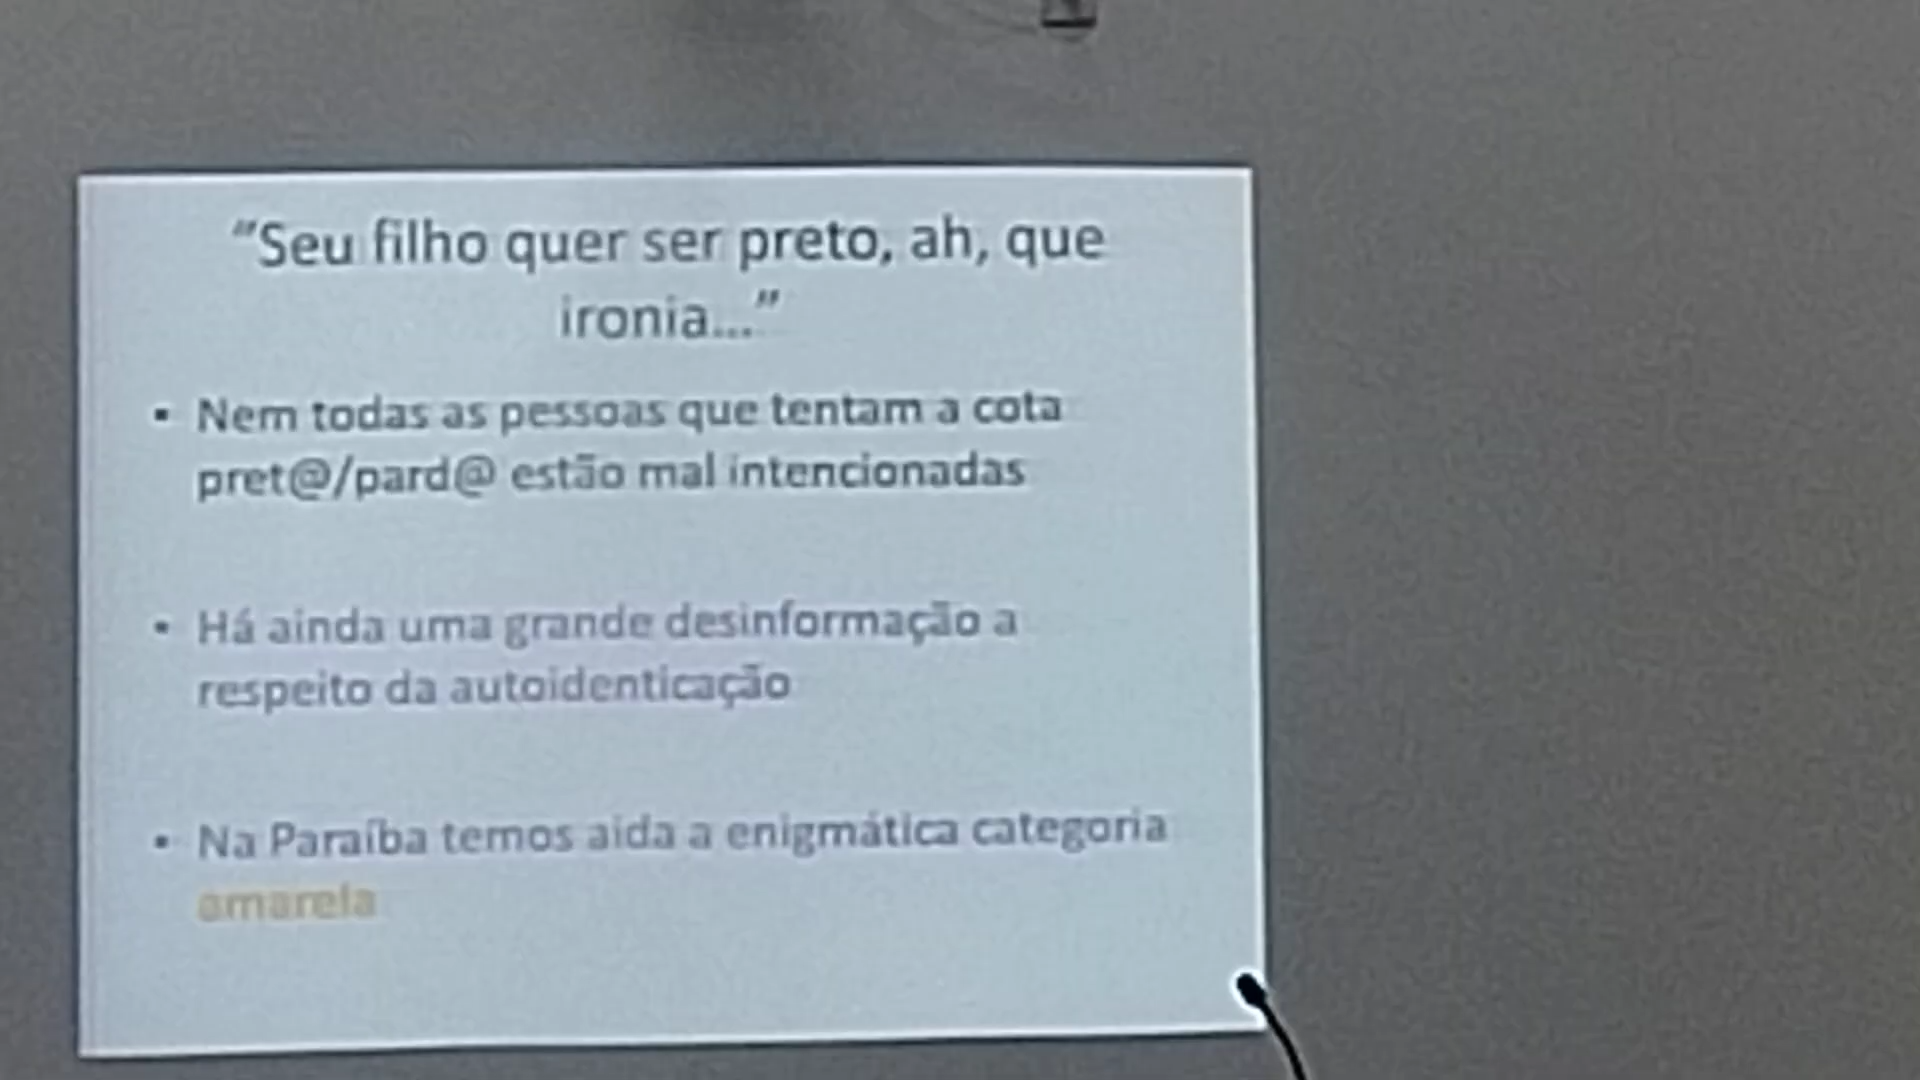 "Seu filho quer ser preto, ah, que
ironia..."
▪ Nem todas as pessoas que tentam a cota
pret@/pard@ estão mal intencionadas
▪ Há ainda uma grande desinformação a
respeito da autoidenticação
▪ Na Paraíba temos aida a enigmática categoria
amarela